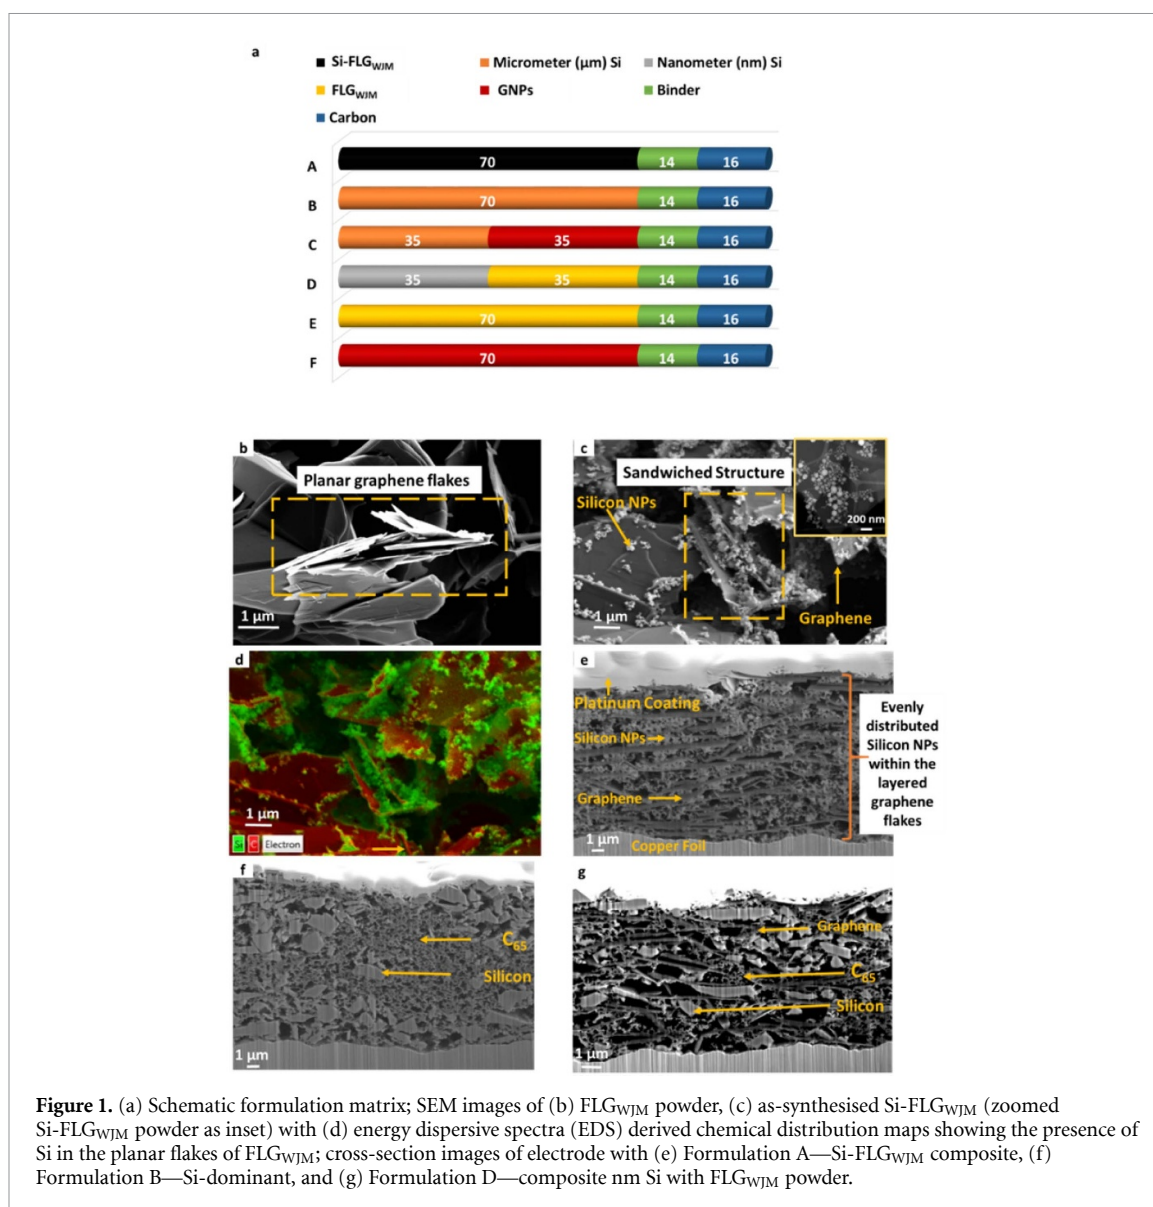 a
Si-FLGWJM Micrometer (μm) Si Nanometer (nm) Si
FLGWJM GNPs Binder
Carbon
A 70 14 16
B 70 14 16
C 35 35 14 16
D 35 35 14 16
E 70 14 16
F 70 14 16
b
Planar graphene flakes
1 μm
c
Sandwiched Structure
Silicon NPs
200 nm
Graphene
1 μm
d
1 μm
Si C Electron
e
Platinum Coating
Silicon NPs
Graphene
1 μm
Copper Foil
Evenly
distributed
Silicon NPs
within the
layered
graphene
flakes
f
C65
Silicon
1 μm
g
Graphene
C65
Silicon
1 μm
Figure 1. (a) Schematic formulation matrix; SEM images of (b) FLGWJM powder, (c) as-synthesised Si-FLGWJM (zoomed
Si-FLGWJM powder as inset) with (d) energy dispersive spectra (EDS) derived chemical distribution maps showing the presence of
Si in the planar flakes of FLGWJM; cross-section images of electrode with (e) Formulation A—Si-FLGWJM composite, (f)
Formulation B—Si-dominant, and (g) Formulation D—composite nm Si with FLGWJM powder.